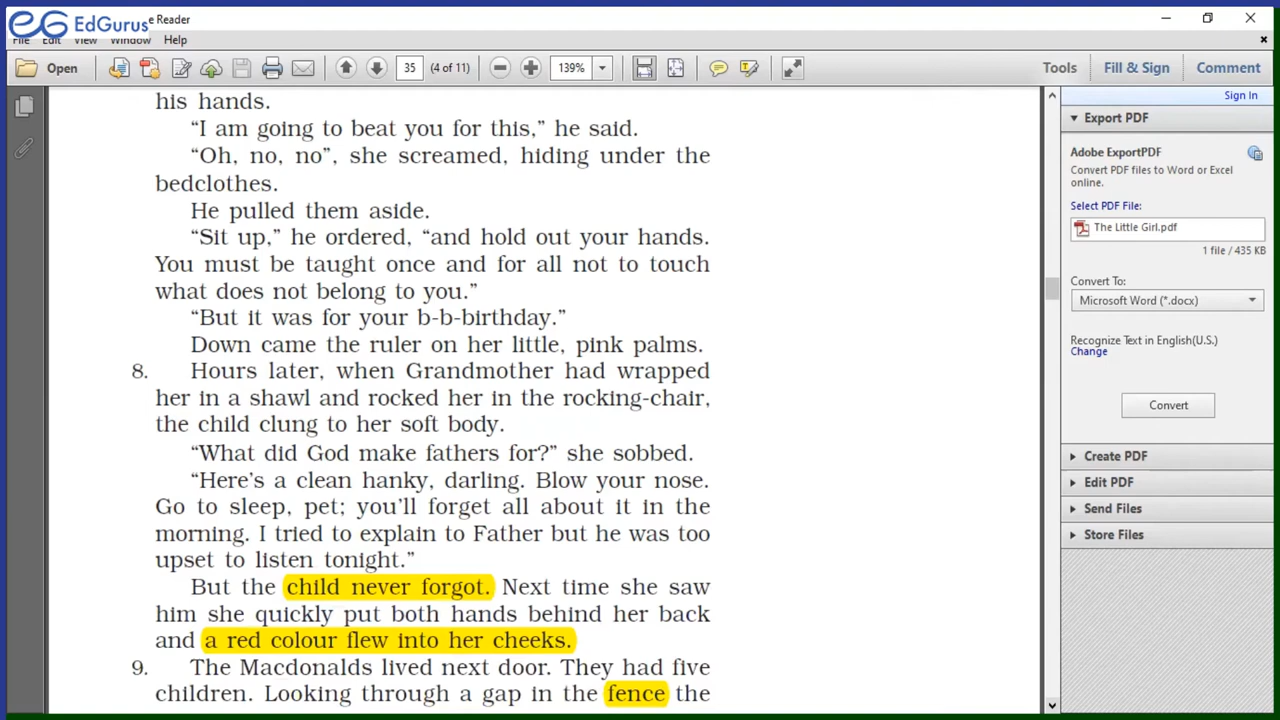 EdGurus e Reader
File Edit View Window Help
Open 35 (4 of 11) 139% Tools Fill & Sign Comment
Sign In
his hands.
“I am going to beat you for this,” he said.
“Oh, no, no”, she screamed, hiding under the
bedclothes.
He pulled them aside.
“Sit up,” he ordered, “and hold out your hands.
You must be taught once and for all not to touch
what does not belong to you.”
“But it was for your b-b-birthday.”
Down came the ruler on her little, pink palms.
8. Hours later, when Grandmother had wrapped
her in a shawl and rocked her in the rocking-chair,
the child clung to her soft body.
“What did God make fathers for?” she sobbed.
“Here’s a clean hanky, darling. Blow your nose.
Go to sleep, pet; you’ll forget all about it in the
morning. I tried to explain to Father but he was too
upset to listen tonight.”
But the child never forgot. Next time she saw
him she quickly put both hands behind her back
and a red colour flew into her cheeks.
9. The Macdonalds lived next door. They had five
children. Looking through a gap in the fence the
Export PDF
Adobe ExportPDF
Convert PDF files to Word or Excel
online.
Select PDF File:
The Little Girl.pdf
1 file / 435 KB
Convert To:
Microsoft Word (*.docx)
Recognize Text in English(U.S.)
Change
Convert
Create PDF
Edit PDF
Send Files
Store Files